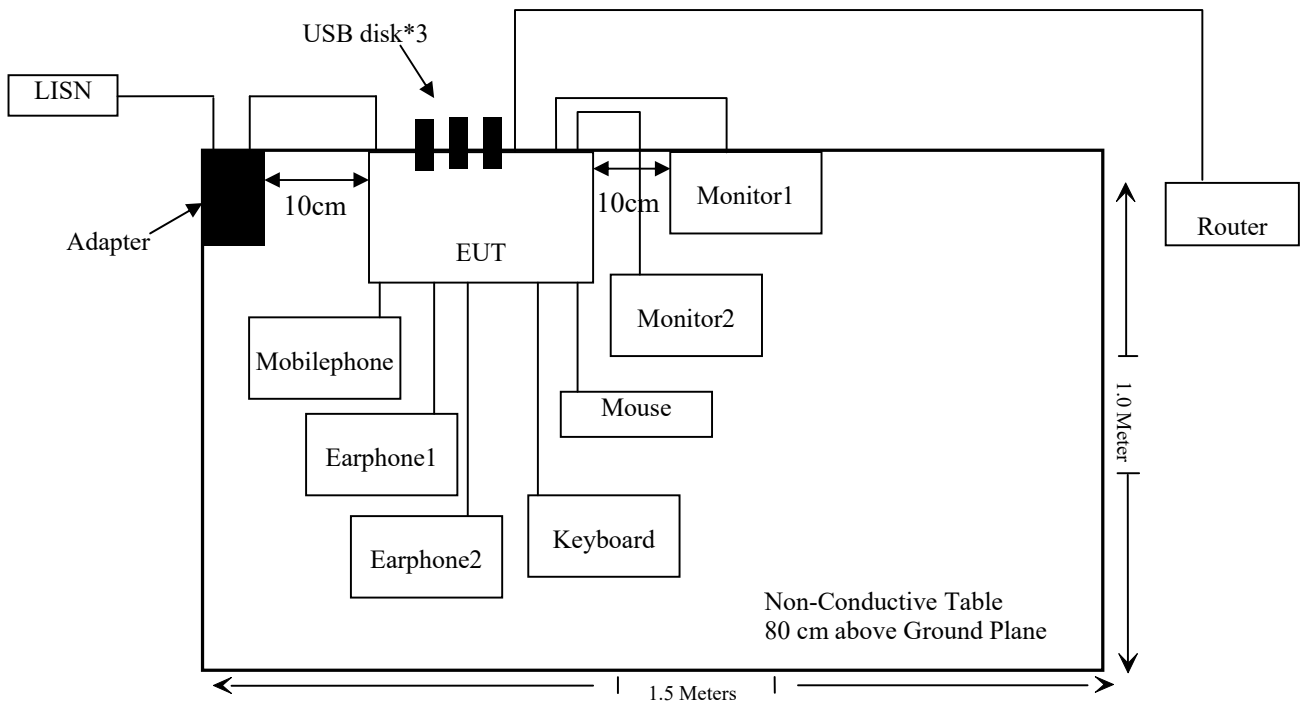 USB disk*3
LISN
10cm
10cm
Monitor1
Adapter
EUT
Router
Monitor2
Mobilephone
Mouse
1.0 Meter
Earphone1
Keyboard
Earphone2
Non-Conductive Table
80 cm above Ground Plane
1.5 Meters